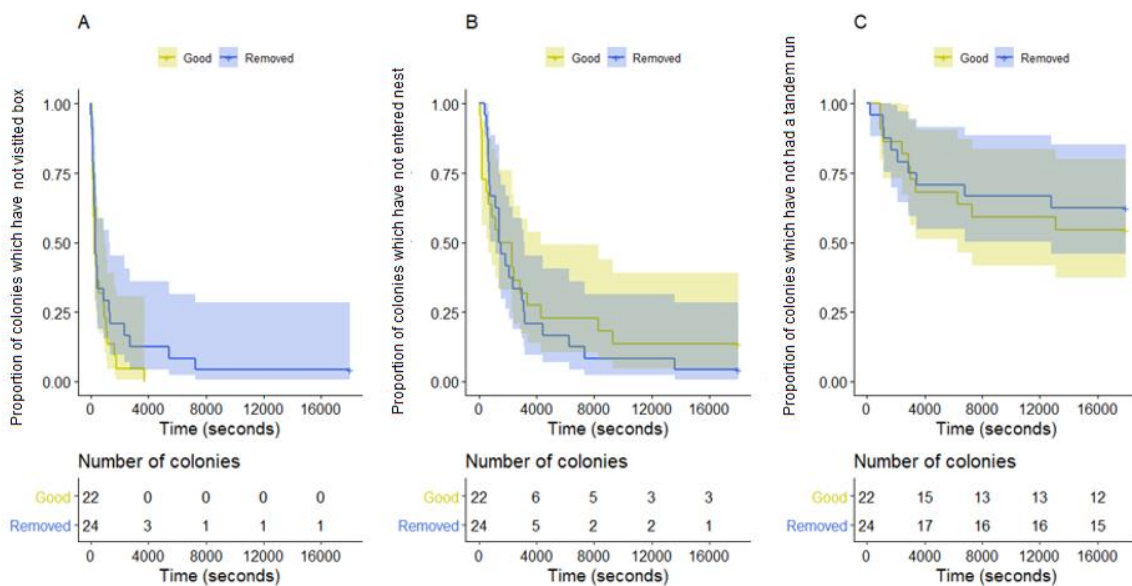 A
Good Removed
Proportion of colonies which have not vistited box
1.00
0.75
0.50
0.25
0.00
0 4000 8000 12000 16000
Time (seconds)
Number of colonies
Good 22 0 0 0 0
Removed 24 3 1 1 1
0 4000 8000 12000 16000
Time (seconds)
B
Good Removed
Proportion of colonies which have not entered nest
1.00
0.75
0.50
0.25
0.00
0 4000 8000 12000 16000
Time (seconds)
Number of colonies
Good 22 6 5 3 3
Removed 24 5 2 2 1
0 4000 8000 12000 16000
Time (seconds)
C
Good Removed
Proportion of colonies which have not had a tandem run
1.00
0.75
0.50
0.25
0.00
0 4000 8000 12000 16000
Time (seconds)
Number of colonies
Good 22 15 13 13 12
Removed 24 17 16 16 15
0 4000 8000 12000 16000
Time (seconds)